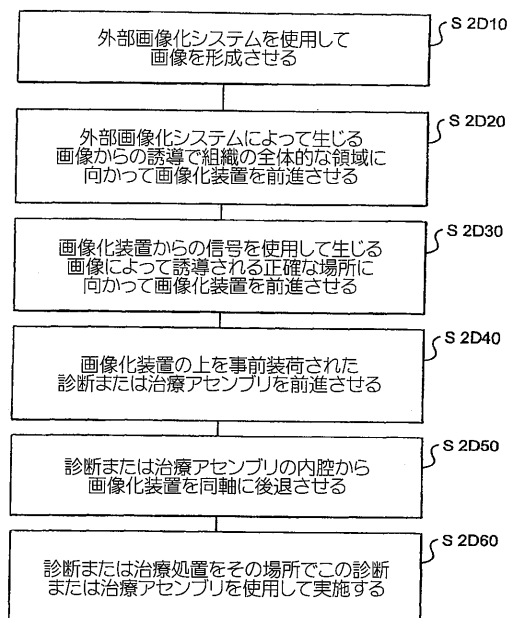 S 2D10
外部画像化システムを使用して
画像を形成させる
S 2D20
外部画像化システムによって生じる
画像からの誘導で組織の全体的な領域に
向かって画像化装置を前進させる
S 2D30
画像化装置からの信号を使用して生じる
画像によって誘導される正確な場所に
向かって画像化装置を前進させる
S 2D40
画像化装置の上を事前装荷された
診断または治療アセンブリを前進させる
S 2D50
診断または治療アセンブリの内腔から
画像化装置を同軸に後退させる
S 2D60
診断または治療処置をその場所でこの診断
または治療アセンブリを使用して実施する